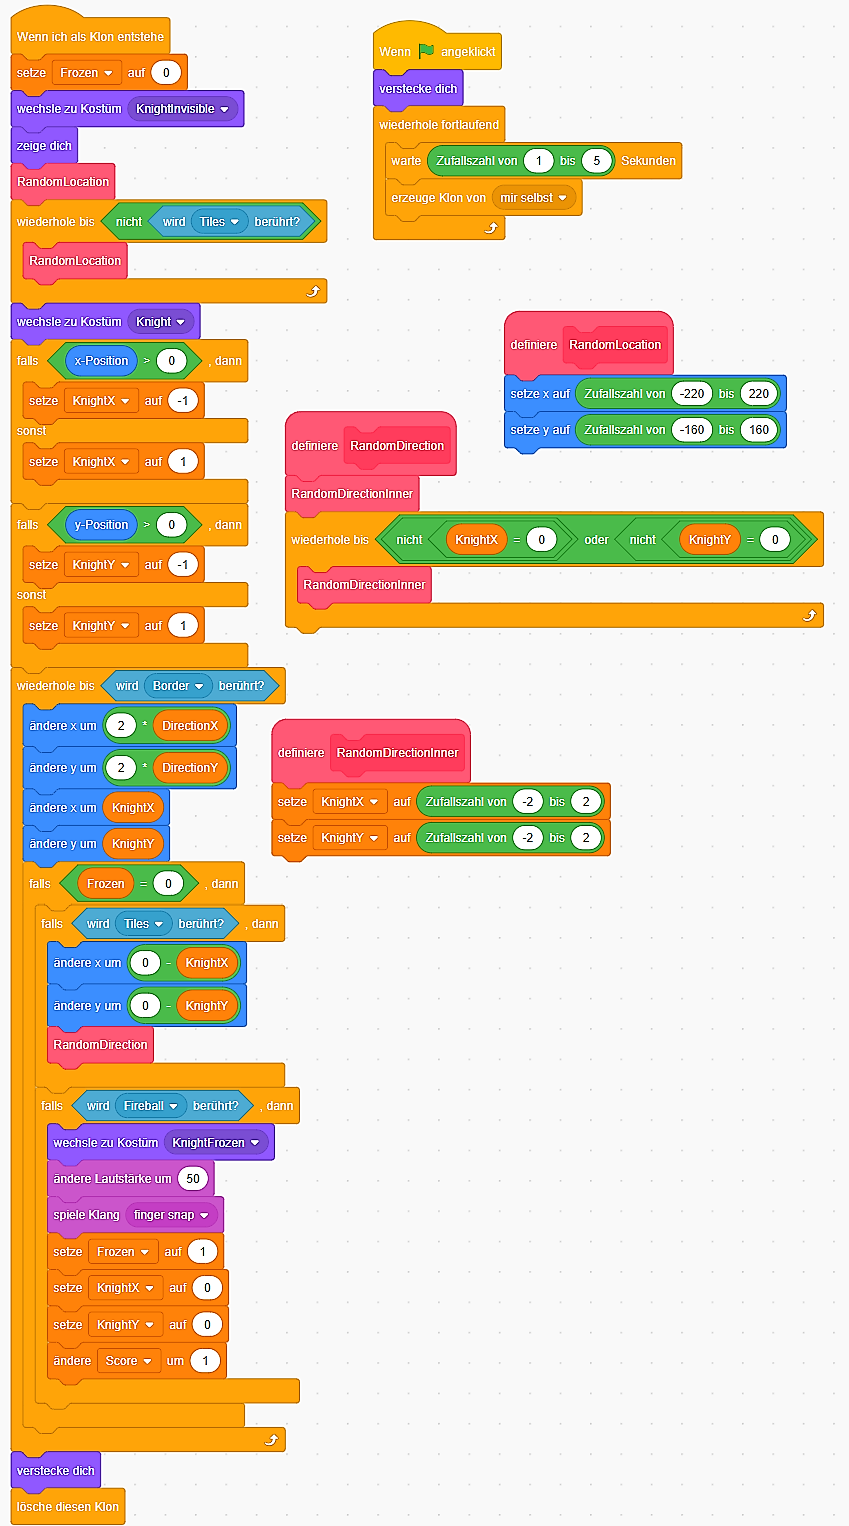 Wenn ich als Klon entstehe
setze Frozen auf 0
wechsle zu Kostüm KnightInvisible
zeige dich
RandomLocation
wiederhole bis nicht wird Tiles berührt?
RandomLocation
wechsle zu Kostüm Knight
falls x-Position > 0 , dann
setze KnightX auf -1
sonst
setze KnightX auf 1
falls y-Position > 0 , dann
setze KnightY auf -1
sonst
setze KnightY auf 1
wiederhole bis wird Border berührt?
ändere x um 2 * DirectionX
ändere y um 2 * DirectionY
ändere x um KnightX
ändere y um KnightY
falls Frozen = 0 , dann
falls wird Tiles berührt? , dann
ändere x um 0 - KnightX
ändere y um 0 - KnightY
RandomDirection
falls wird Fireball berührt? , dann
wechsle zu Kostüm KnightFrozen
ändere Lautstärke um 50
spiele Klang finger snap
setze Frozen auf 1
setze KnightX auf 0
setze KnightY auf 0
ändere Score um 1
verstecke dich
lösche diesen Klon
Wenn angeklickt
verstecke dich
wiederhole fortlaufend
warte Zufallszahl von 1 bis 5 Sekunden
erzeuge Klon von mir selbst
definiere RandomLocation
setze x auf Zufallszahl von -220 bis 220
setze y auf Zufallszahl von -160 bis 160
definiere RandomDirection
RandomDirectionInner
wiederhole bis nicht KnightX = 0 oder nicht KnightY = 0
RandomDirectionInner
definiere RandomDirectionInner
setze KnightX auf Zufallszahl von -2 bis 2
setze KnightY auf Zufallszahl von -2 bis 2